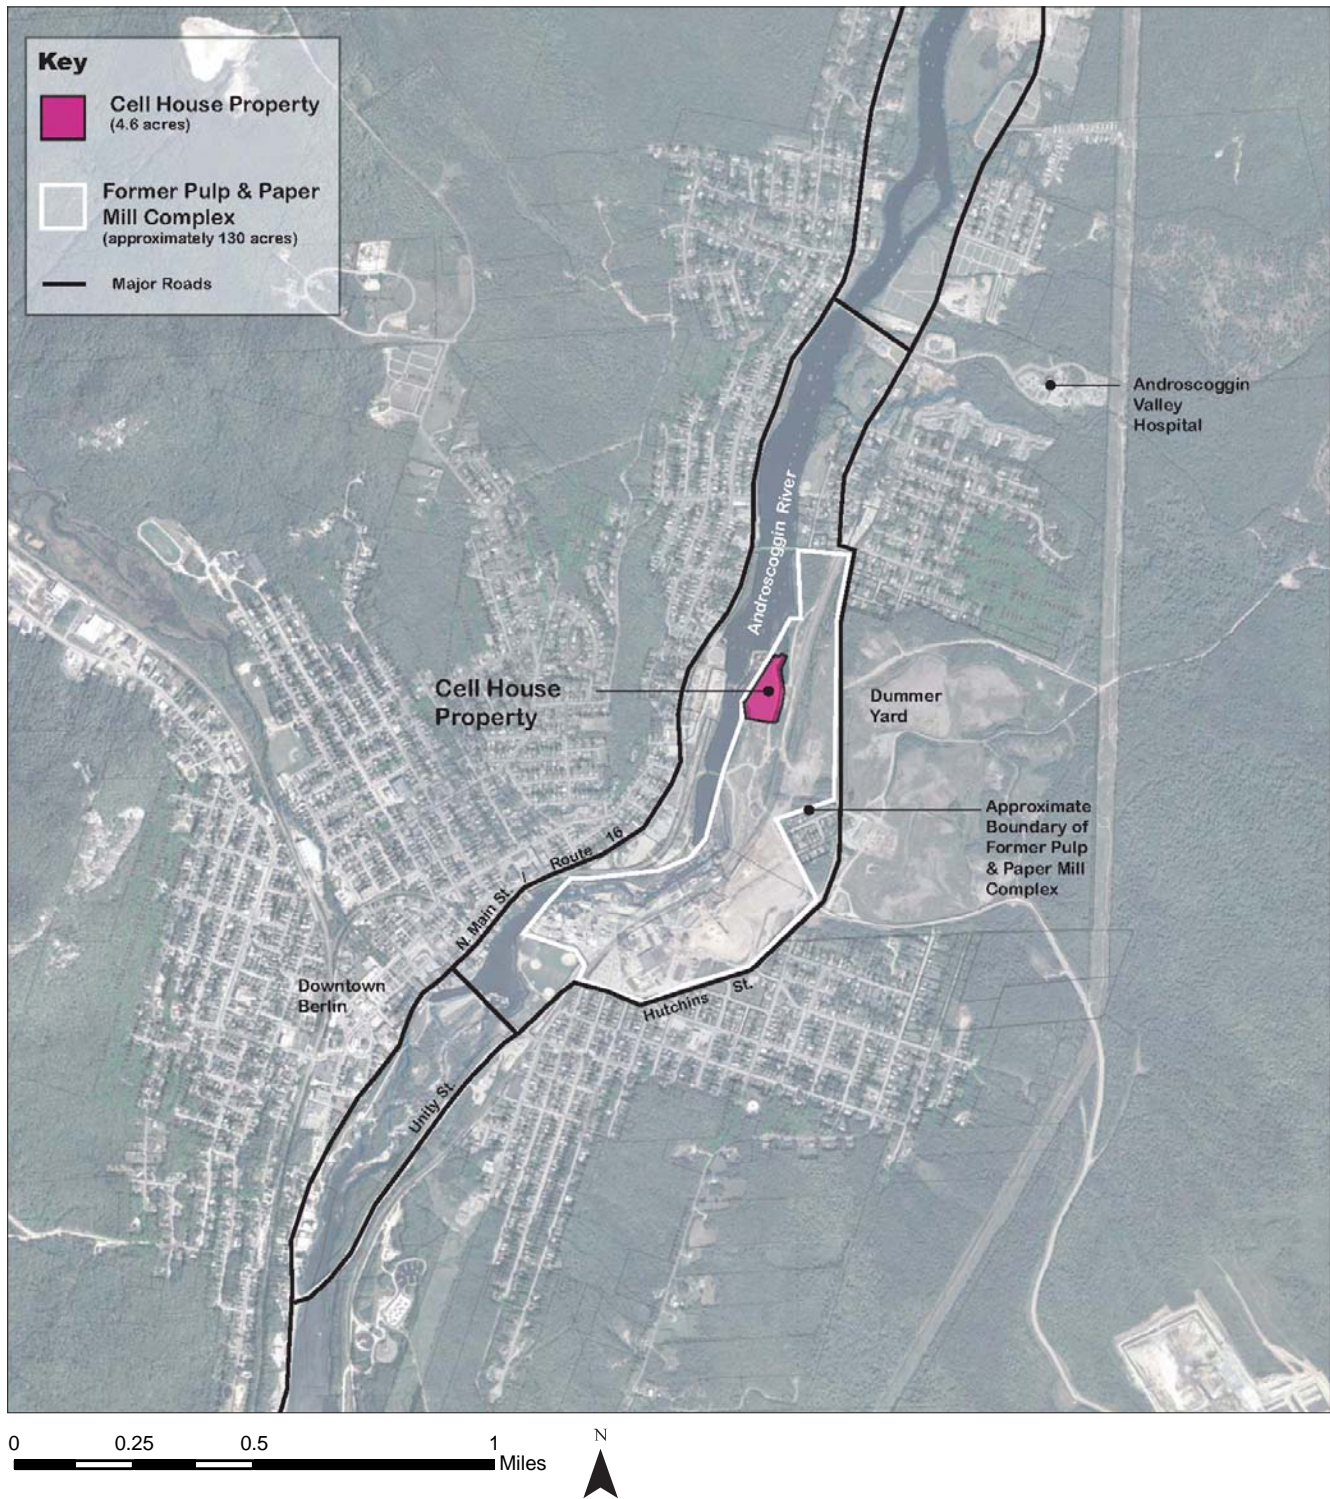 Key
Cell House Property
(4.6 acres)
Former Pulp & Paper
Mill Complex
(approximately 130 acres)
Major Roads
Androscoggin
Valley
Hospital
Androscoggin River
Cell House
Property
Dummer
Yard
Approximate
Boundary of
Former Pulp
& Paper Mill
Complex
N. Main St. / Route 16
Downtown
Berlin
Hutchins St.
Unity St.
0 0.25 0.5 1
Miles
N